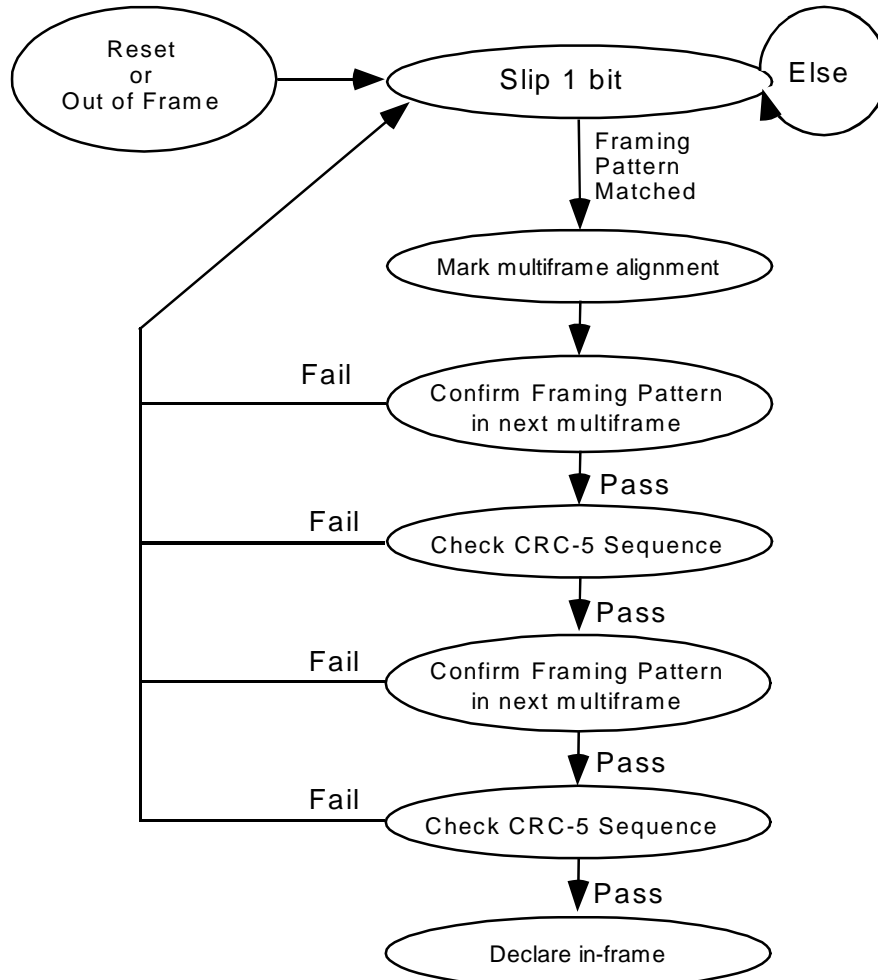 Reset
or
Out of Frame
Slip 1 bit
Else
Framing
Pattern
Matched
Mark multiframe alignment
Fail
Confirm Framing Pattern
in next multiframe
Pass
Fail
Check CRC-5 Sequence
Pass
Fail
Confirm Framing Pattern
in next multiframe
Pass
Fail
Check CRC-5 Sequence
Pass
Declare in-frame